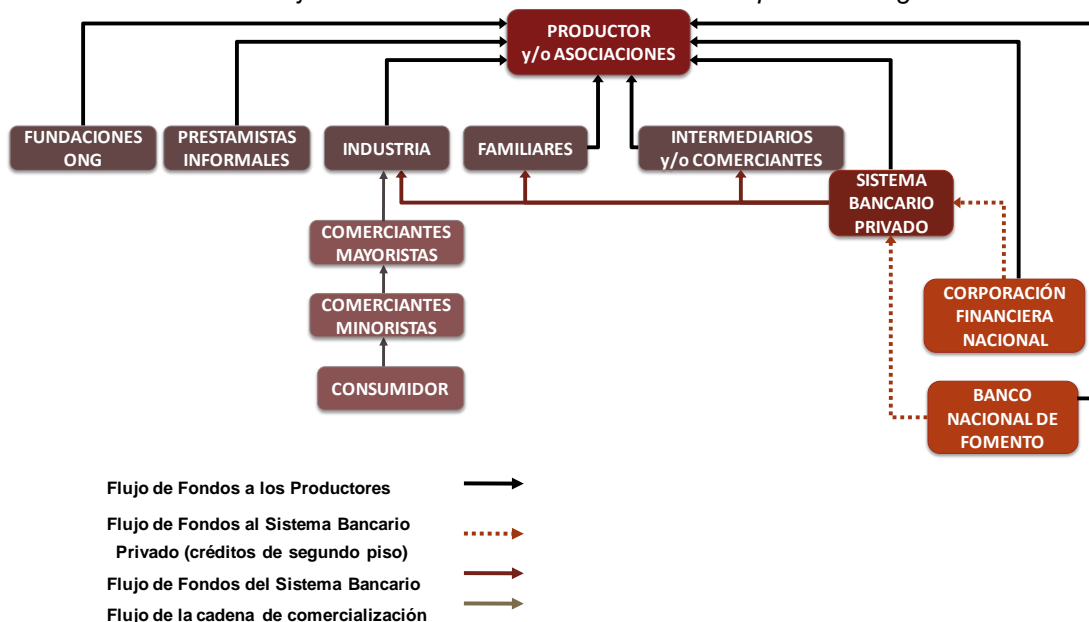 PRODUCTOR
y/o ASOCIACIONES
FUNDACIONES
ONG
PRESTAMISTAS
INFORMALES
INDUSTRIA
FAMILIARES
INTERMEDIARIOS
y/o COMERCIANTES
SISTEMA
BANCARIO
PRIVADO
COMERCIANTES
MAYORISTAS
COMERCIANTES
MINORISTAS
CONSUMIDOR
CORPORACIÓN
FINANCIERA
NACIONAL
BANCO
NACIONAL DE
FOMENTO
Flujo de Fondos a los Productores
Flujo de Fondos al Sistema Bancario
Privado (créditos de segundo piso)
Flujo de Fondos del Sistema Bancario
Flujo de la cadena de comercialización